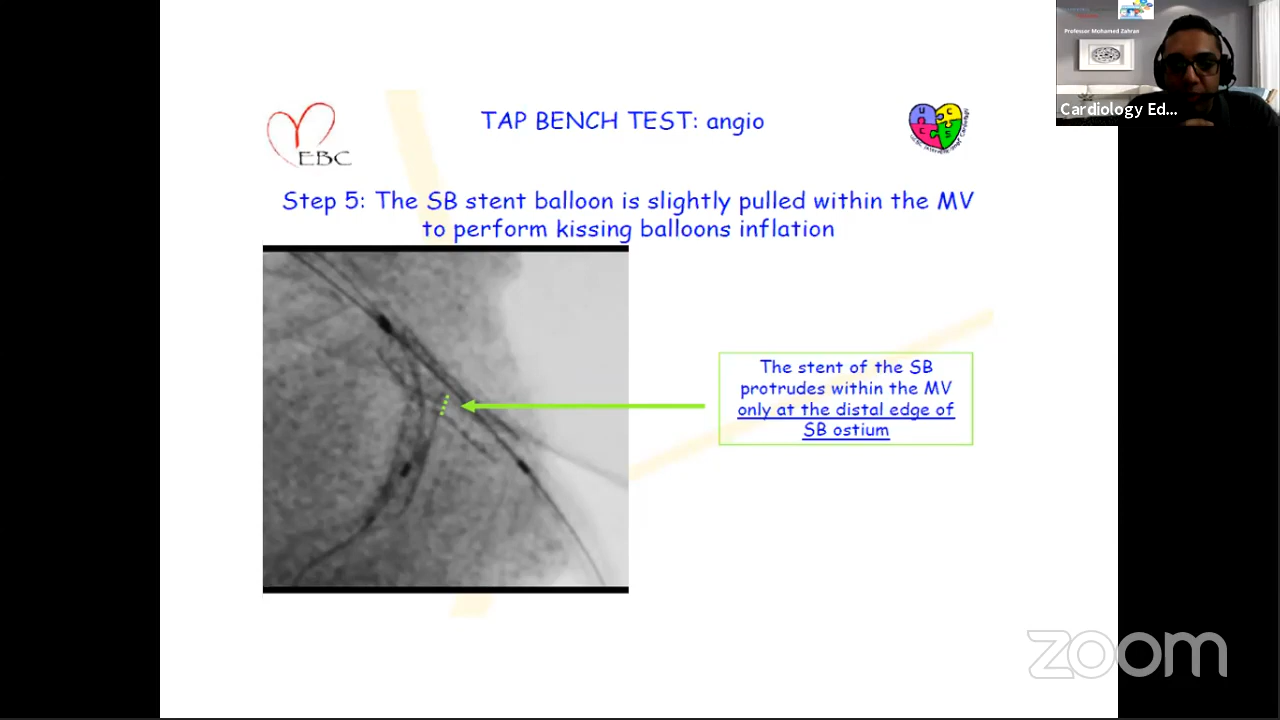 Professor Mohamed Zahran
Cardiology Ed...
EBC
TAP BENCH TEST: angio
Step 5: The SB stent balloon is slightly pulled within the MV
to perform kissing balloons inflation
The stent of the SB
protrudes within the MV
only at the distal edge of
SB ostium
zoom